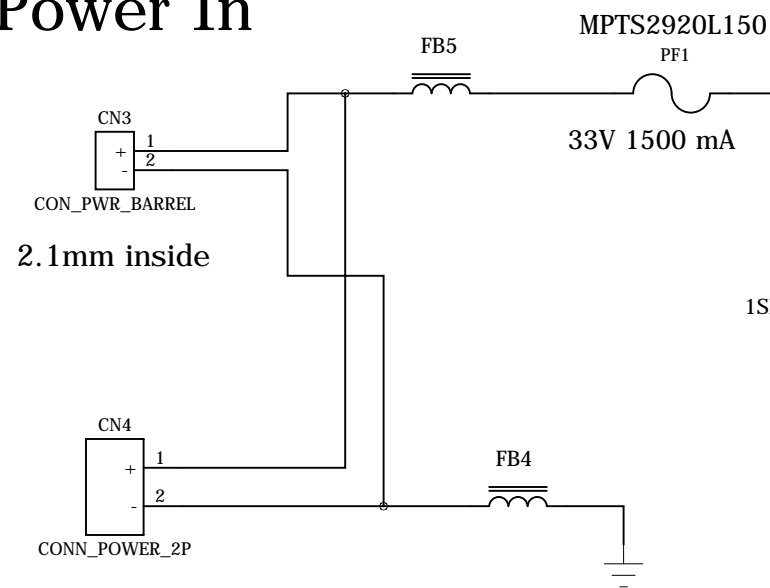 Power In
MPTS2920L150
FB5
PF1
33V 1500 mA
CN3
1
+
2
-
CON_PWR_BARREL
2.1mm inside
CN4
1
+
2
-
CONN_POWER_2P
FB4